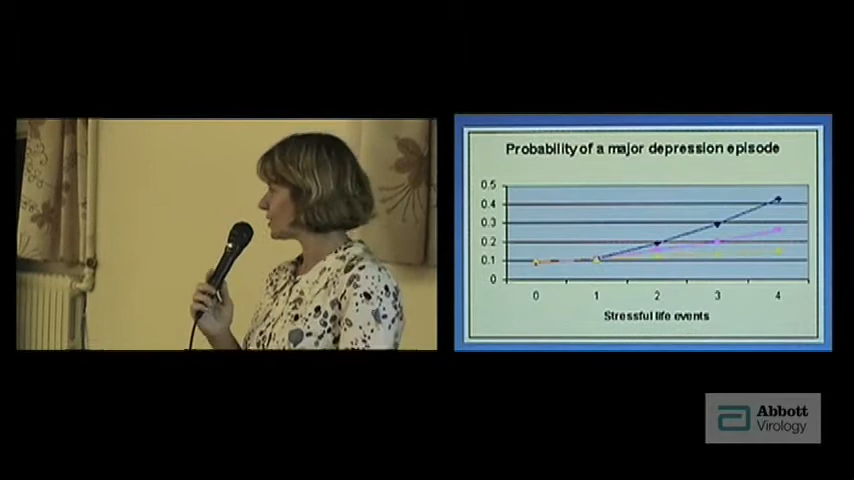 Probability of a major depression episode
0.5
0.4
0.3
0.2
0.1
0
0 1 2 3 4
Stressful life events
Abbott
Virology